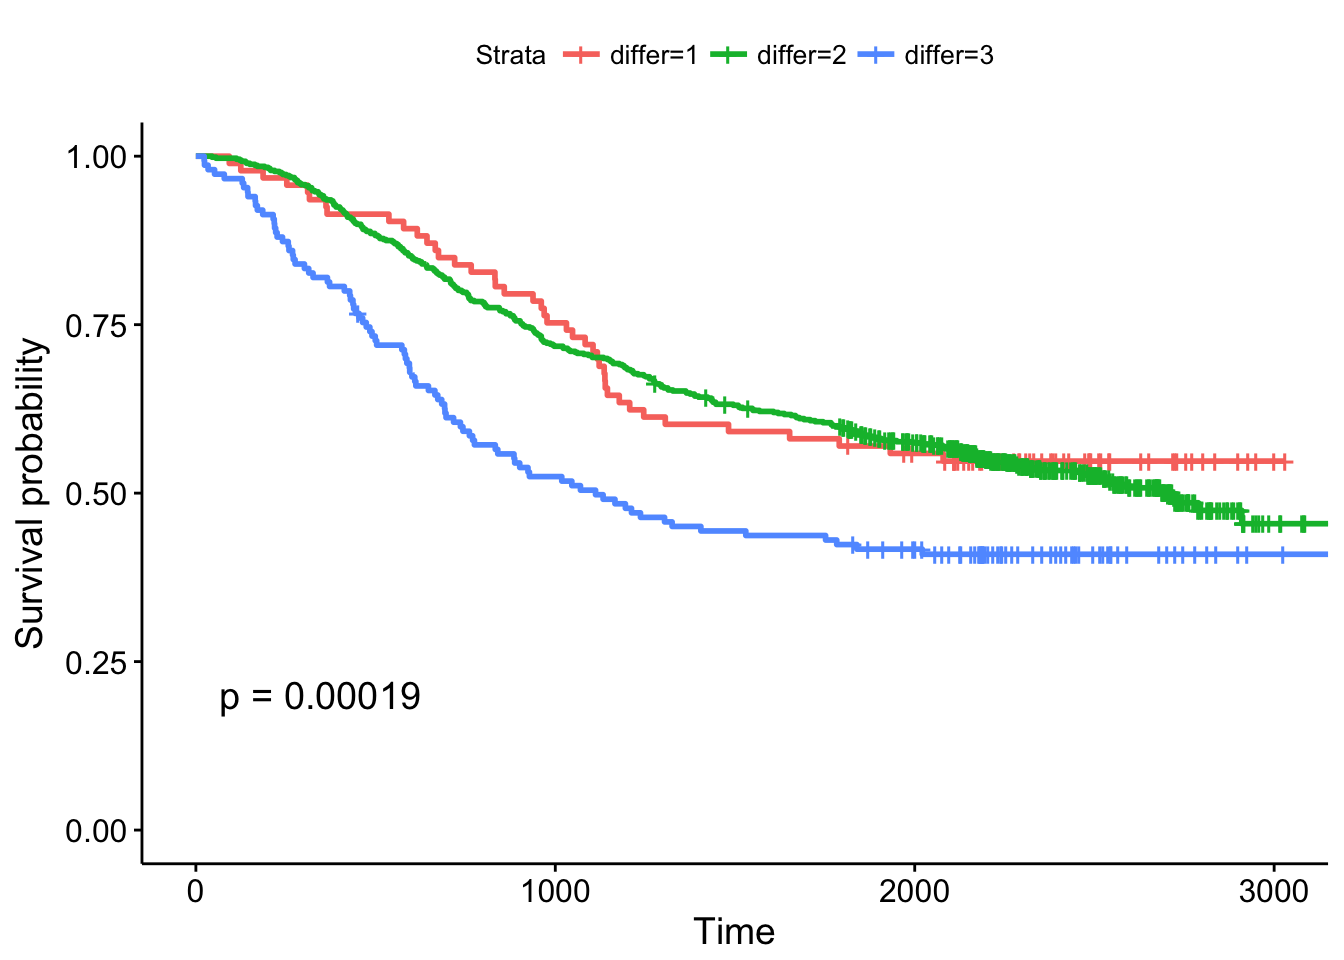 Strata differ=1 differ=2 differ=3
Survival probability
1.00
0.75
0.50
0.25
0.00
p = 0.00019
0 1000 2000 3000
Time